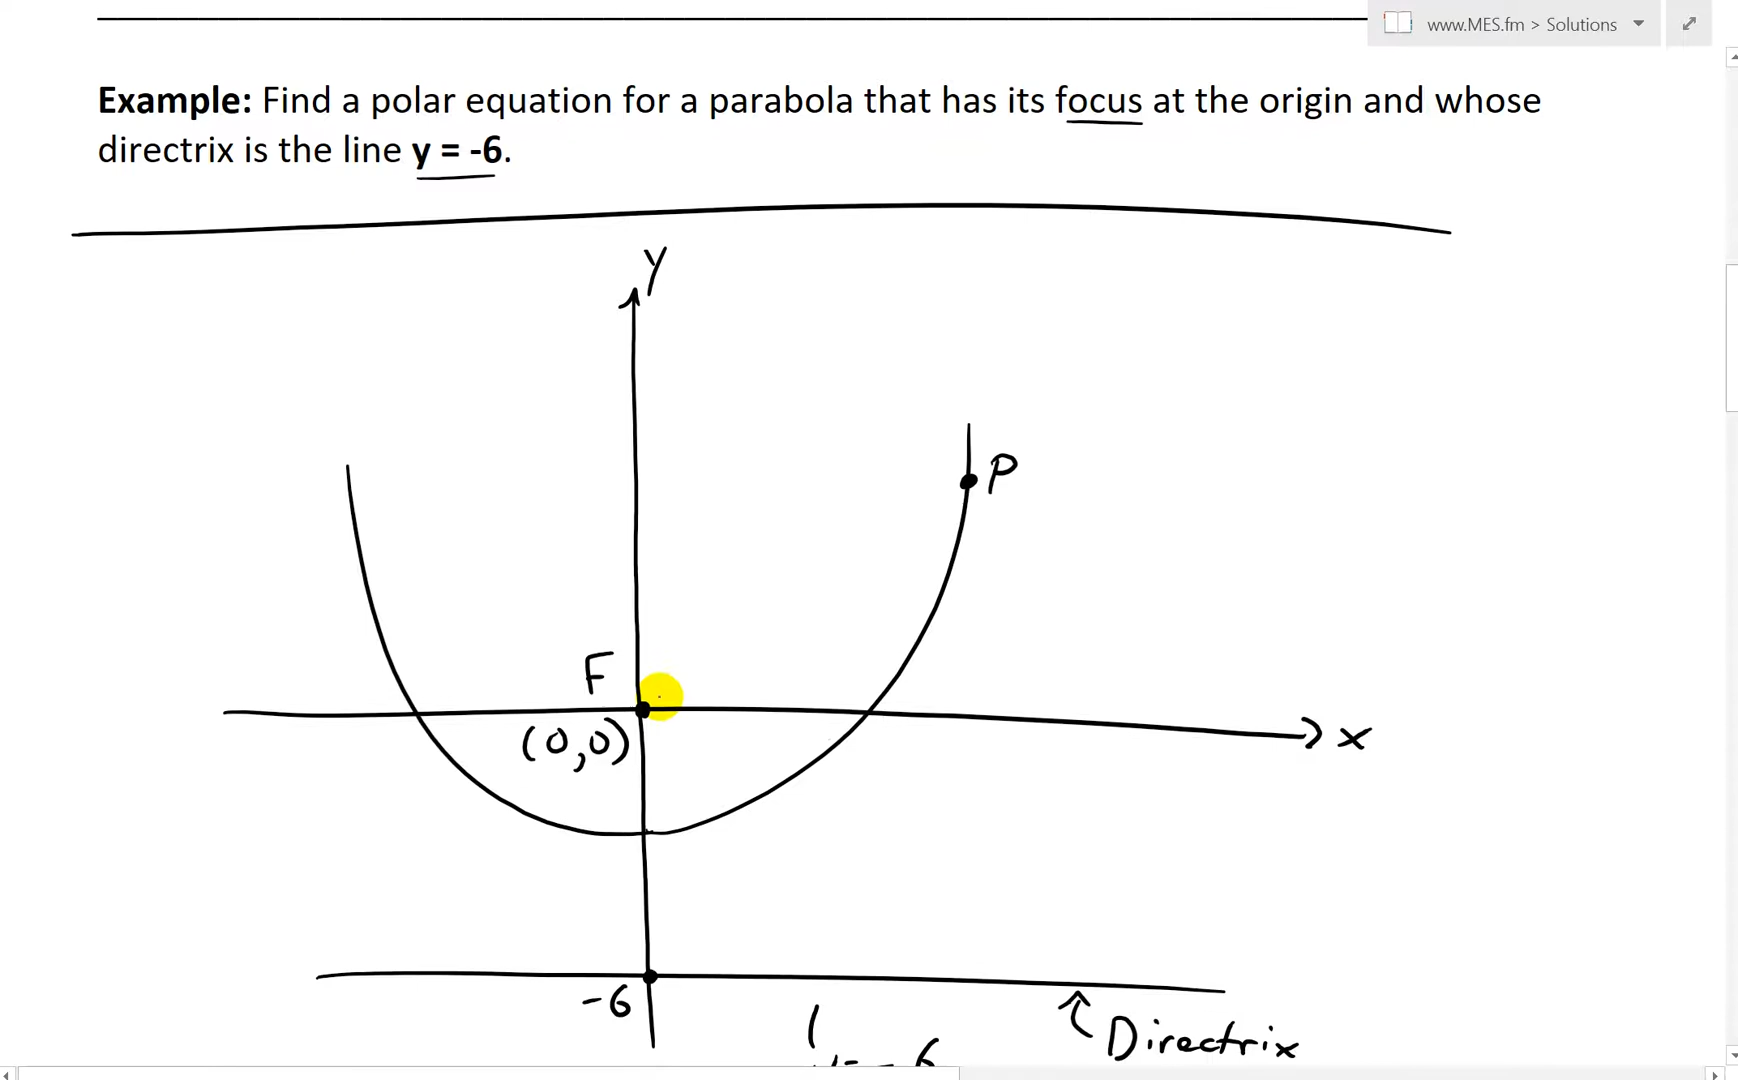 www.MES.fm > Solutions
Example: Find a polar equation for a parabola that has its focus at the origin and whose
directrix is the line y = -6.
Y
P
F
(0,0)
x
-6
Directrix